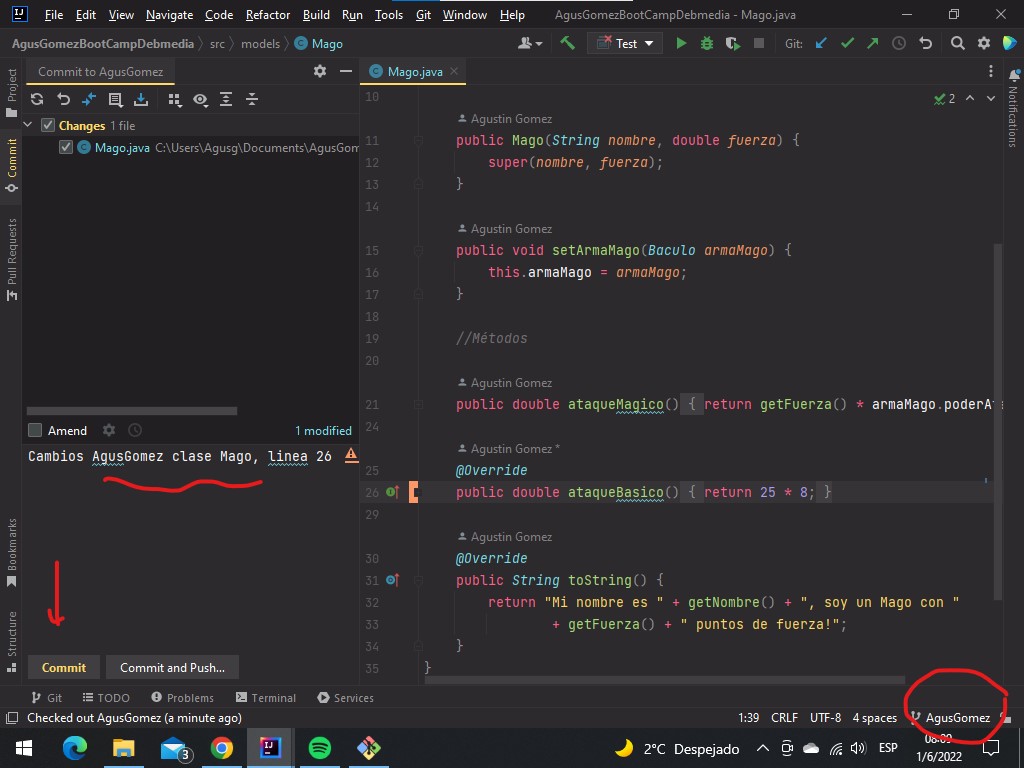 File Edit View Navigate Code Refactor Build Run Tools Git Window Help AgusGomezBootCampDebmedia - Mago.java
AgusGomezBootCampDebmedia src models Mago Test Git:
Commit to AgusGomez
Mago.java
Changes 1 file
Mago.java C:\Users\Agusg\Documents\AgusGom
Amend 1 modified
Cambios AgusGomez clase Mago, linea 26
Commit Commit and Push...
Project
Commit
Pull Requests
Bookmarks
Structure
2
10
Agustin Gomez
11 public Mago(String nombre, double fuerza) {
12 super(nombre, fuerza);
13 }
14
Agustin Gomez
15 public void setArmaMago(Baculo armaMago) {
16 this.armaMago = armaMago;
17 }
18
19 //Métodos
20
Agustin Gomez
21 public double ataqueMagico() { return getFuerza() * armaMago.poderAt
24
Agustin Gomez *
25 @Override
26 public double ataqueBasico() { return 25 * 8; }
29
Agustin Gomez
30 @Override
31 public String toString() {
32 return "Mi nombre es " + getNombre() + ", soy un Mago con "
33 + getFuerza() + " puntos de fuerza!";
34 }
35 }
Notifications
Git TODO Problems Terminal Services
Checked out AgusGomez (a minute ago) 1:39 CRLF UTF-8 4 spaces AgusGomez
3 2°C Despejado ESP 08:09
1/6/2022